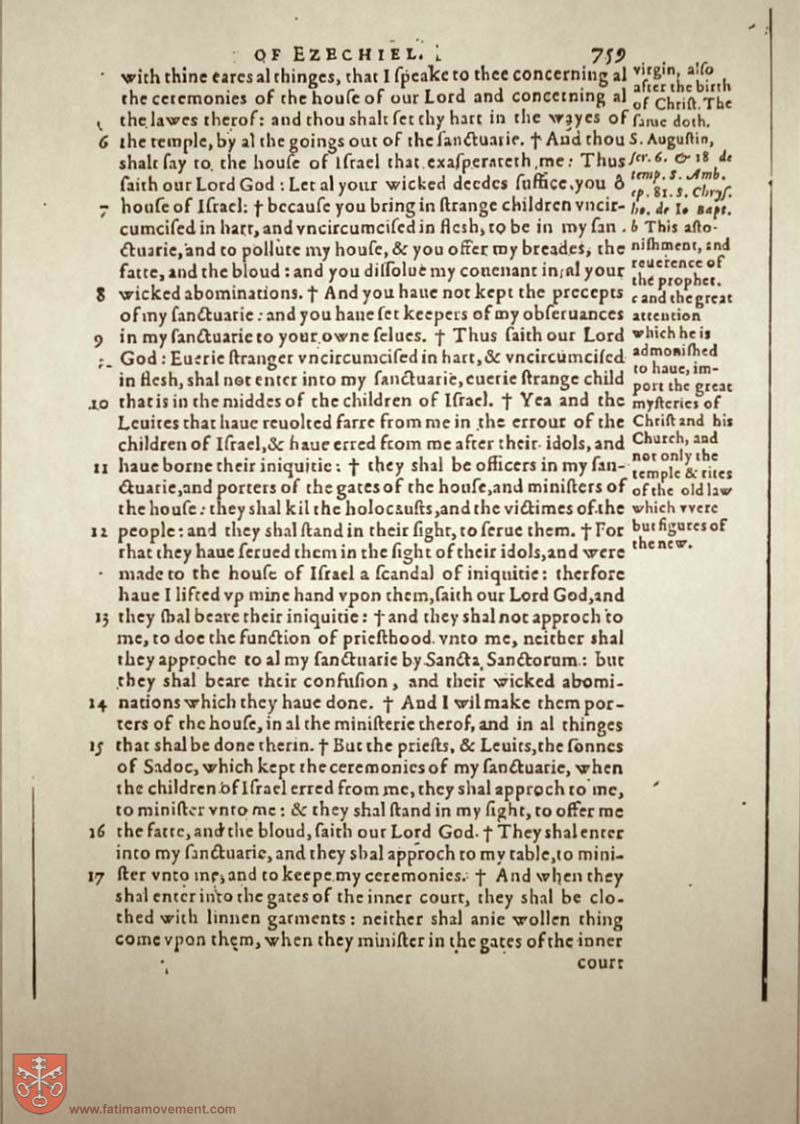 OF EZECHIEL. 759
with thine eares al thinges, that I ſpeake to thee concerning al
the ceremonies of the houſe of our Lord and concerning al
the lawes therof: and thou ſhalt ſet thy hart in the wayes of
6 the temple, by al the goings out of the ſanctuarie. † And thou
ſhalt ſay to the houſe of Iſrael that exaſperateth me: Thus
ſaith our Lord God: Let al your wicked deedes ſuffice you ô
7 houſe of Iſrael: † becauſe you bring in ſtrange children vncir-
cumciſed in hart, and vncircumciſed in fleſh, to be in my ſan-
ctuarie, and to pollute my houſe, & you offer my breades, the
fatte, and the bloud: and you diſſolue my couenant in al your
8 wicked abominations. † And you haue not kept the precepts
of my ſanctuarie: and you haue ſet keepers of my obſeruances
9 in my ſanctuarie to your owne ſelues. † Thus ſaith our Lord
God: Euerie ſtranger vncircumciſed in hart, & vncircumciſed
in fleſh, ſhal not enter into my ſanctuarie, euerie ſtrange child
10 that is in the middes of the children of Iſrael. † Yea and the
Leuites that haue reuolted farre from me in the errour of the
children of Iſrael, & haue erred from me after their idols, and
11 haue borne their iniquitie: † they ſhal be officers in my ſan-
ctuarie, and porters of the gates of the houſe, and miniſters of
the houſe: they ſhal kil the holocauſts, and the victimes of the
12 people: and they ſhal ſtand in their ſight, to ſerue them. † For
that they haue ſerued them in the ſight of their idols, and were
made to the houſe of Iſrael a ſcandal of iniquitie: therfore
haue I lifted vp mine hand vpon them, ſaith our Lord God, and
13 they ſhal beare their iniquitie: † and they ſhal not approch to
me, to doe the function of prieſthood vnto me, neither ſhal
they approche to al my ſanctuarie by Sancta Sanctorum: but
they ſhal beare their confuſion, and their wicked abomi-
14 nations which they haue done. † And I wil make them por-
ters of the houſe, in al the miniſterie therof, and in al thinges
15 that shal be done therin. † But the prieſts, & Leuits, the ſonnes
of Sadoc, which kept the ceremonies of my ſanctuarie, when
the children of Iſrael erred from me, they ſhal approch to me,
to miniſter vnto me: & they ſhal ſtand in my ſight, to offer me
16 the fatte, and the bloud, ſaith our Lord God. † They shal enter
into my ſanctuarie, and they ſhal approch to my table, to mini-
17 ſter vnto me, and to keepe my ceremonies. † And when they
shal enter into the gates of the inner court, they ſhal be clo-
thed with linnen garments: neither shal anie wollen thing
come vpon them, when they miniſter in the gates of the inner
court
virgin, alſo
after the birth
of Chriſt. The
ſame doth.
S. Auguſtin,
ſer. 6. & 18 de
temp. S. Amb.
ep. 81. S. Chryſ.
ho. de Io Bapt.
b This aſto-
niſhment, and
reuerence of
the prophet.
c and the great
attention
which he is
admoniſhed
to haue, im-
port the great
myſteries of
Chriſt and his
Church, and
not only the
temple & rites
of the old law
which vvere
but figures of
the new.
www.fatimamovement.com